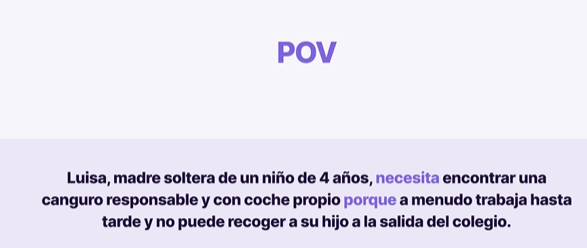 POV
Luisa, madre soltera de un niño de 4 años, necesita encontrar una
canguro responsable y con coche propio porque a menudo trabaja hasta
tarde y no puede recoger a su hijo a la salida del colegio.